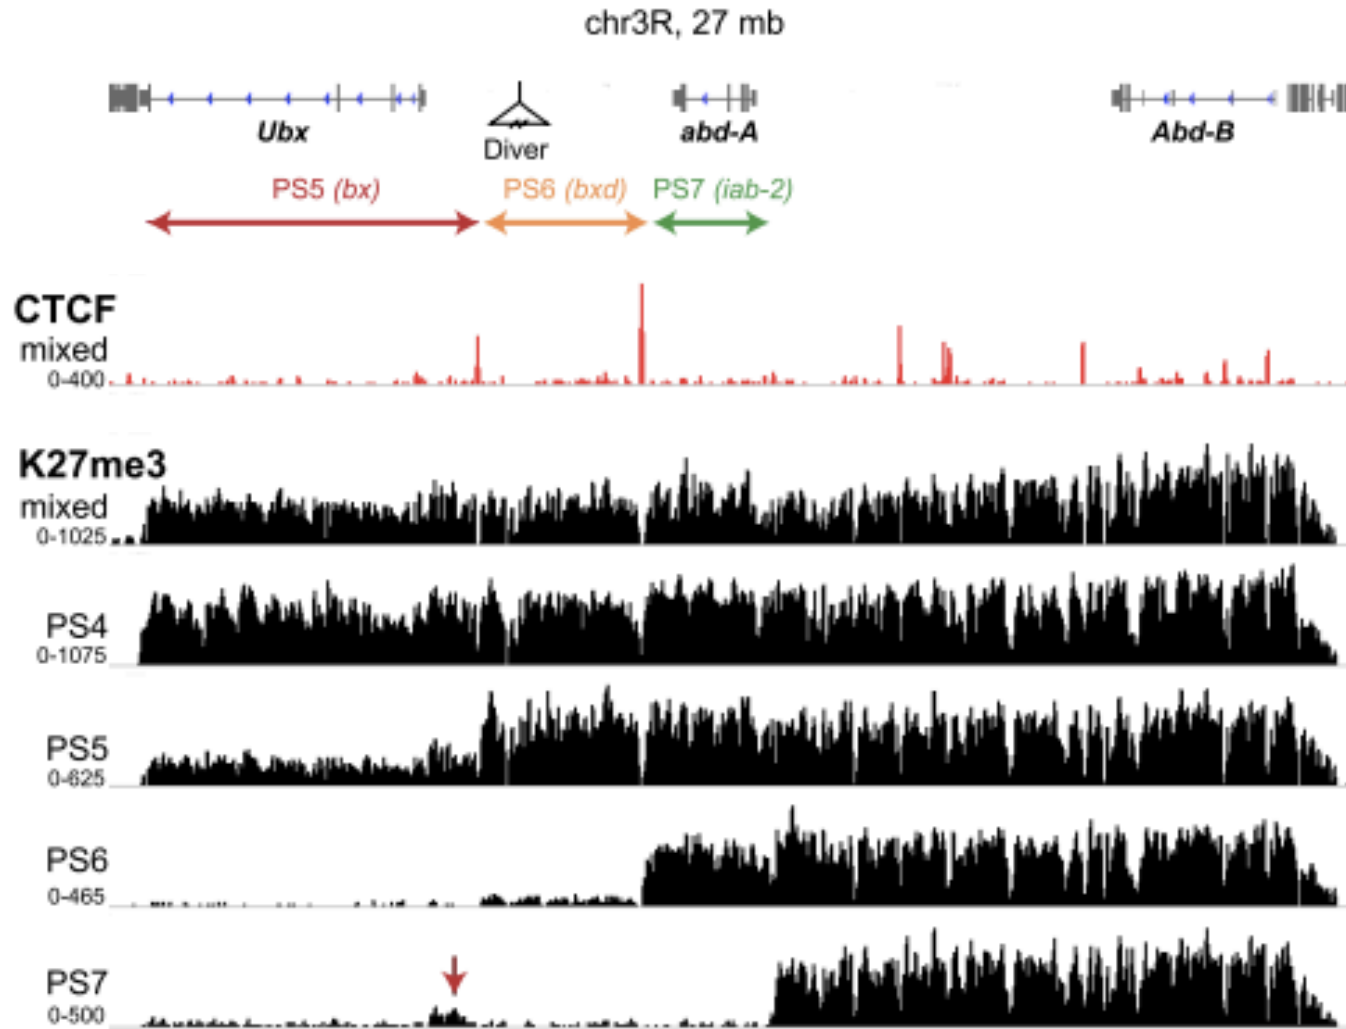 chr3R, 27 mb
Ubx
Diver
abd-A
Abd-B
PS5 (bx)
PS6 (bxd)
PS7 (iab-2)
CTCF
mixed
0-400
K27me3
mixed
0-1025
PS4
0-1075
PS5
0-625
PS6
0-465
PS7
0-500